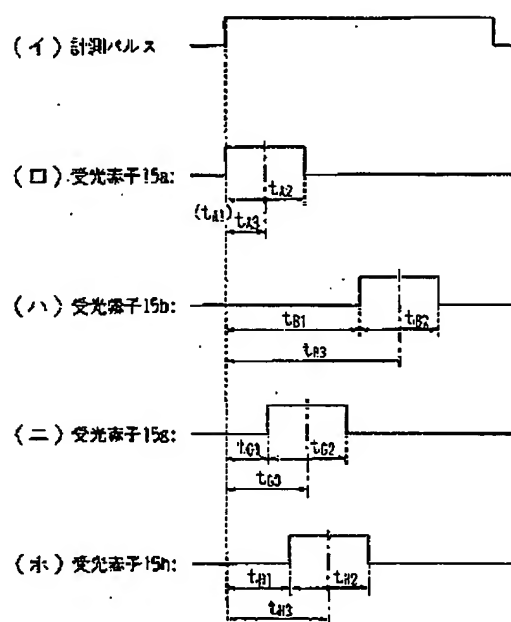 (イ) 計測パルス
(ロ) 受光素子15a:
tA2
(tA1)
tA3
(ハ) 受光素子15b:
tB1
tB2
tB3
(ニ) 受光素子15g:
tG1
tG2
tG3
(ホ) 受光素子15h:
tH1
tH2
tH3